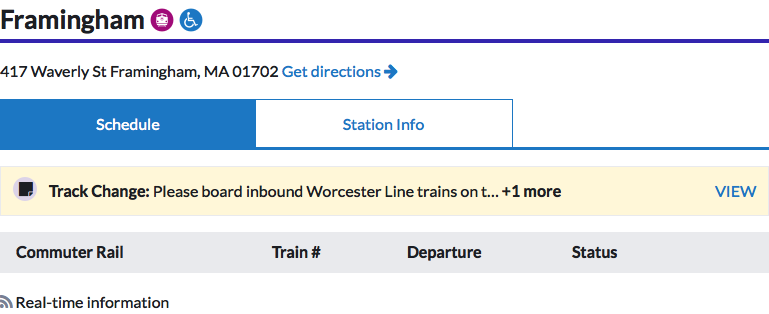 Framingham
417 Waverly St Framingham, MA 01702 Get directions
Schedule Station Info
Track Change: Please board inbound Worcester Line trains on t... +1 more VIEW
Commuter Rail Train # Departure Status
Real-time information